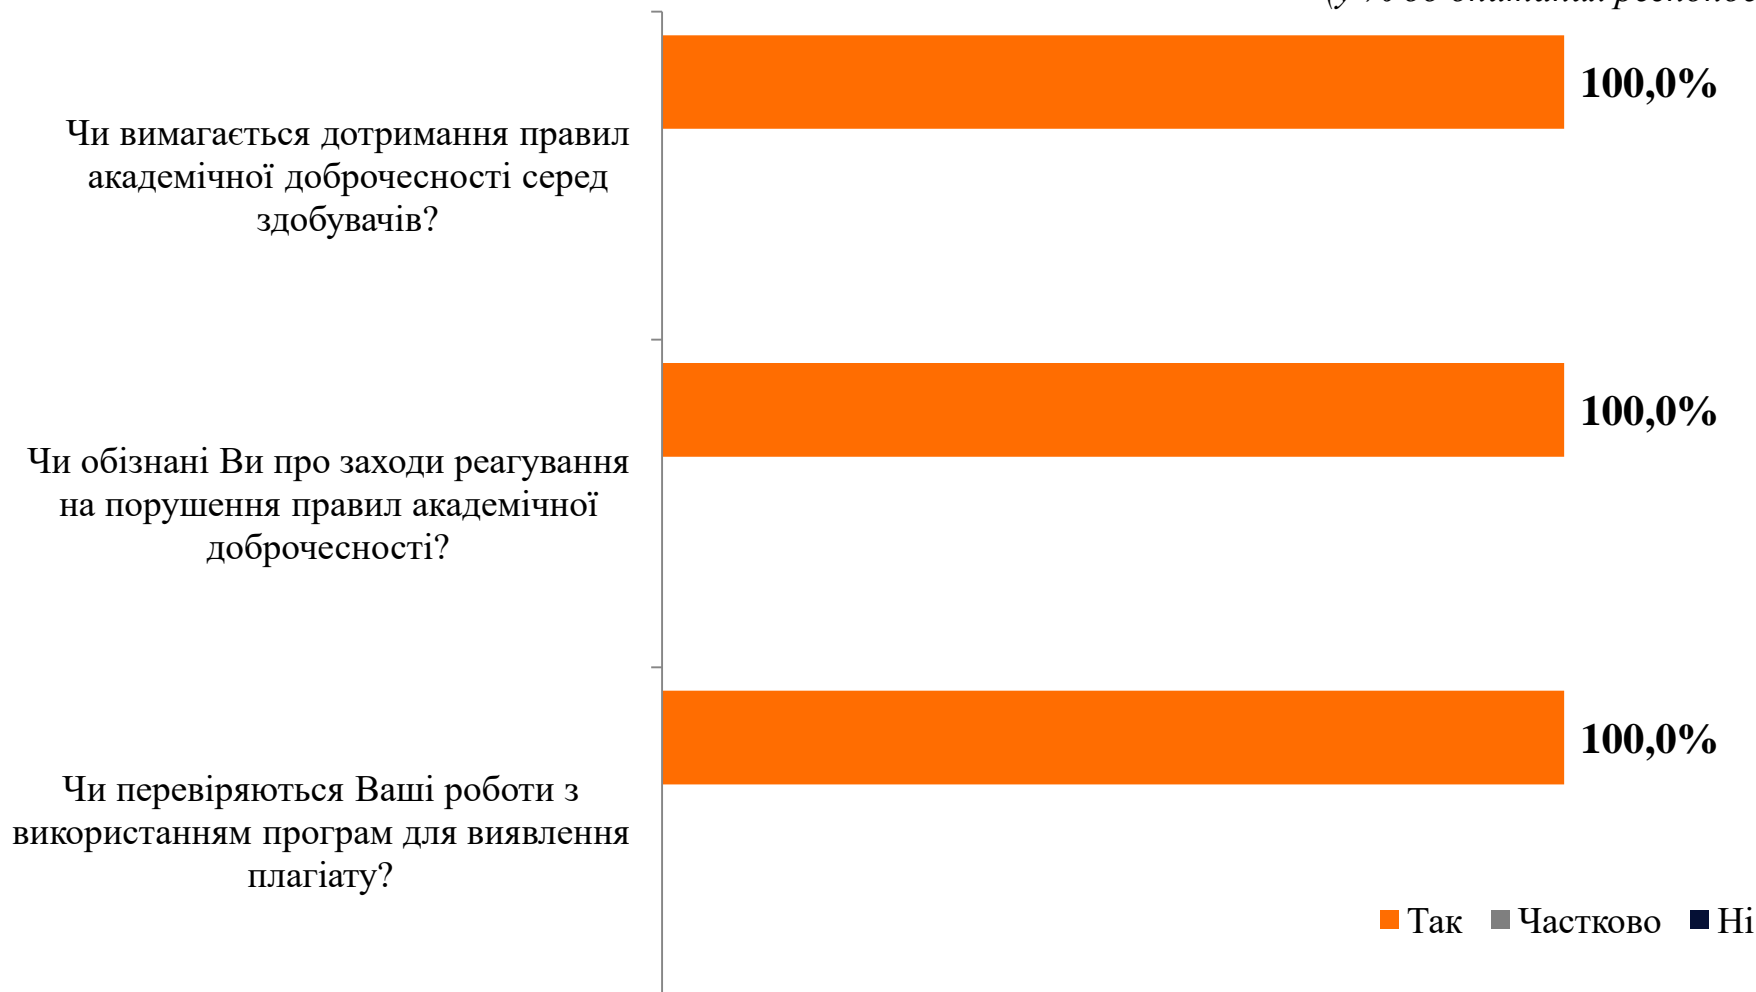 100,0%
Чи вимагається дотримання правил
академічної доброчесності серед
здобувачів?
100,0%
Чи обізнані Ви про заходи реагування
на порушення правил академічної
доброчесності?
100,0%
Чи перевіряються Ваші роботи з
використанням програм для виявлення
плагіату?
Так Частково Ні